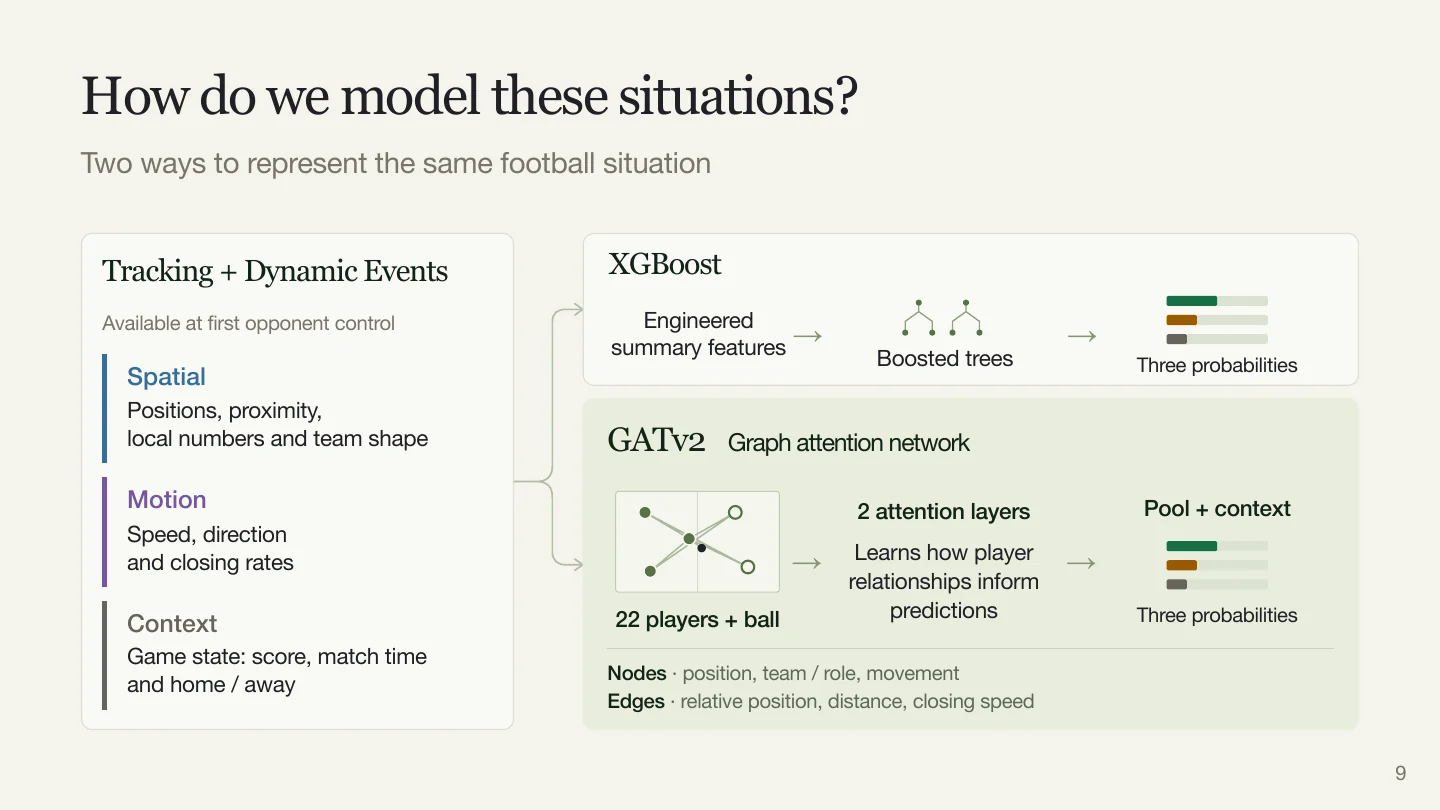 How do we model these situations?
Two ways to represent the same football situation
Tracking + Dynamic Events
Available at first opponent control
Spatial
Positions, proximity,
local numbers and team shape
Motion
Speed, direction
and closing rates
Context
Game state: score, match time
and home / away
XGBoost
Engineered
summary features
→
Boosted trees
→
Three probabilities
GATv2 Graph attention network
22 players + ball
→
2 attention layers
Learns how player
relationships inform
predictions
→
Pool + context
Three probabilities
Nodes · position, team / role, movement
Edges · relative position, distance, closing speed
9